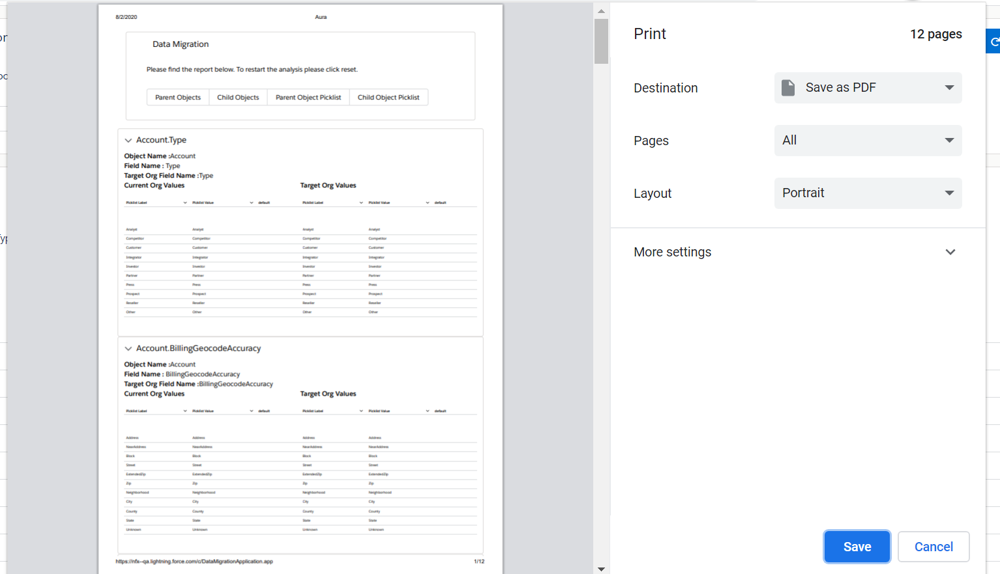 8/2/2020 Aura
Data Migration
Please find the report below. To restart the analysis please click reset.
Parent Objects Child Objects Parent Object Picklist Child Object Picklist
Account.Type
Object Name :Account
Field Name : Type
Target Org Field Name :Type
Current Org Values Target Org Values
Picklist Label Picklist Value default Picklist Label Picklist Value default
Analyst Analyst Analyst Analyst
Competitor Competitor Competitor Competitor
Customer Customer Customer Customer
Integrator Integrator Integrator Integrator
Investor Investor Investor Investor
Partner Partner Partner Partner
Press Press Press Press
Prospect Prospect Prospect Prospect
Reseller Reseller Reseller Reseller
Other Other Other Other
Account.BillingGeocodeAccuracy
Object Name :Account
Field Name : BillingGeocodeAccuracy
Target Org Field Name :BillingGeocodeAccuracy
Current Org Values Target Org Values
Picklist Label Picklist Value default Picklist Label Picklist Value default
Address Address Address Address
NearAddress NearAddress NearAddress NearAddress
Block Block Block Block
Street Street Street Street
ExtendedZip ExtendedZip ExtendedZip ExtendedZip
Zip Zip Zip Zip
Neighborhood Neighborhood Neighborhood Neighborhood
City City City City
County County County County
State State State State
Unknown Unknown Unknown Unknown
https://nfx--qa.lightning.force.com/c/DataMigrationApplication.app 1/12
Print 12 pages
Destination Save as PDF
Pages All
Layout Portrait
More settings
Save Cancel